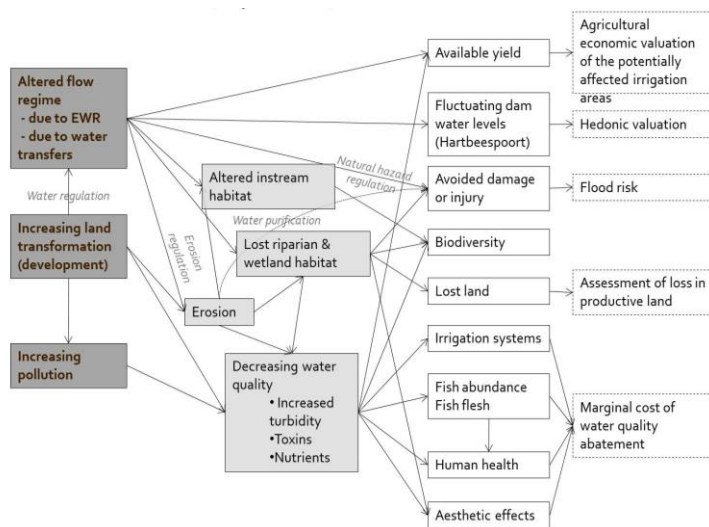 Altered flow
regime
- due to EWR
- due to water
transfers
Water regulation
Increasing land
transformation
(development)
Increasing
pollution
Altered instream
habitat
Natural hazard
regulation
Water purification
Erosion
regulation
Lost riparian &
wetland habitat
Erosion
Decreasing water
quality
•Increased
turbidity
•Toxins
•Nutrients
Available yield
Fluctuating dam
water levels
(Hartbeespoort)
Avoided damage
or injury
Biodiversity
Lost land
Irrigation systems
Fish abundance
Fish flesh
Human health
Aesthetic effects
Agricultural
economic valuation
of the potentially
affected irrigation
areas
Hedonic valuation
Flood risk
Assessment of loss in
productive land
Marginal cost of
water quality
abatement